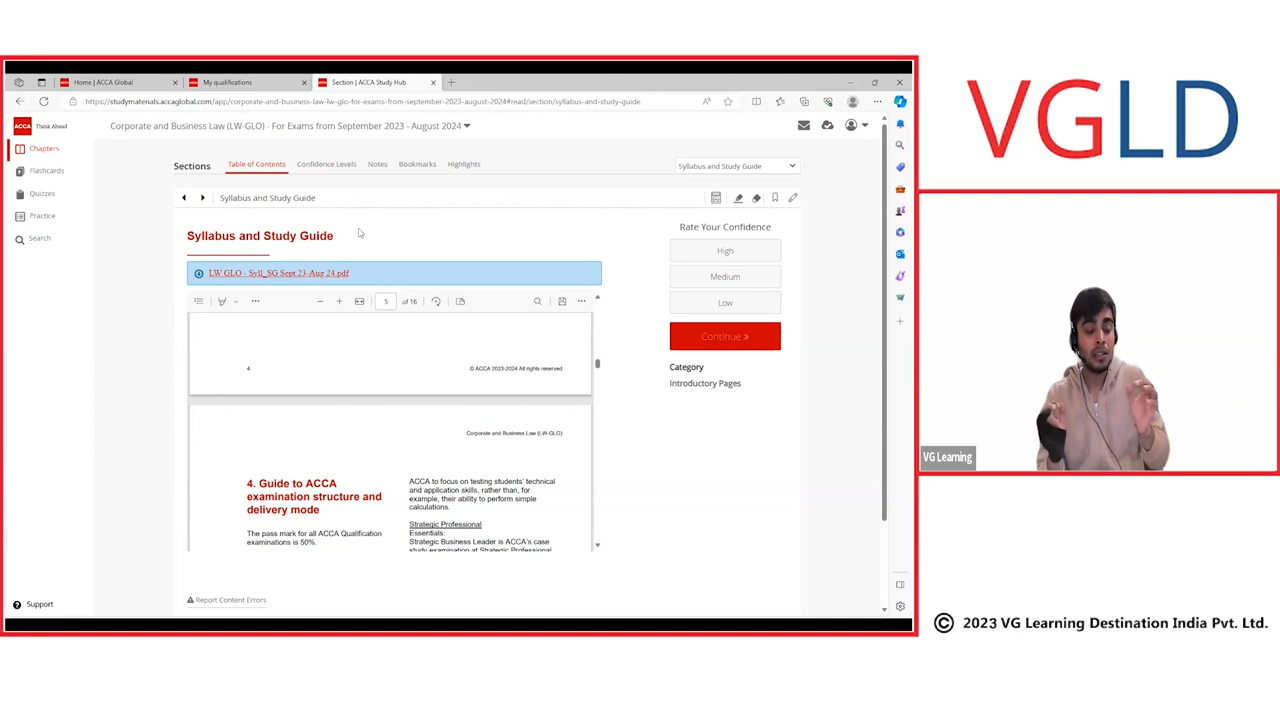 Home | ACCA Global
My qualifications
Section | ACCA Study Hub
https://studymaterials.accaglobal.com/app/corporate-and-business-law-lw-glo-for-exams-from-september-2023-august-2024#read/section/syllabus-and-study-guide
ACCA Think Ahead
Corporate and Business Law (LW-GLO) - For Exams from September 2023 - August 2024
Chapters
Flashcards
Quizzes
Practice
Search
Support
Sections
Table of Contents
Confidence Levels
Notes
Bookmarks
Highlights
Syllabus and Study Guide
Syllabus and Study Guide
Syllabus and Study Guide
LW GLO - Syll_SG Sept 23-Aug 24.pdf
5 of 16
4
© ACCA 2023-2024 All rights reserved
Corporate and Business Law (LW-GLO)
4. Guide to ACCA
examination structure and
delivery mode
The pass mark for all ACCA Qualification
examinations is 50%.
ACCA to focus on testing students' technical
and application skills, rather than, for
example, their ability to perform simple
calculations.
Strategic Professional
Essentials:
Strategic Business Leader is ACCA's case
study examination at Strategic Professional
Rate Your Confidence
High
Medium
Low
Continue »
Category
Introductory Pages
Report Content Errors
VGLD
VG Learning
© 2023 VG Learning Destination India Pvt. Ltd.